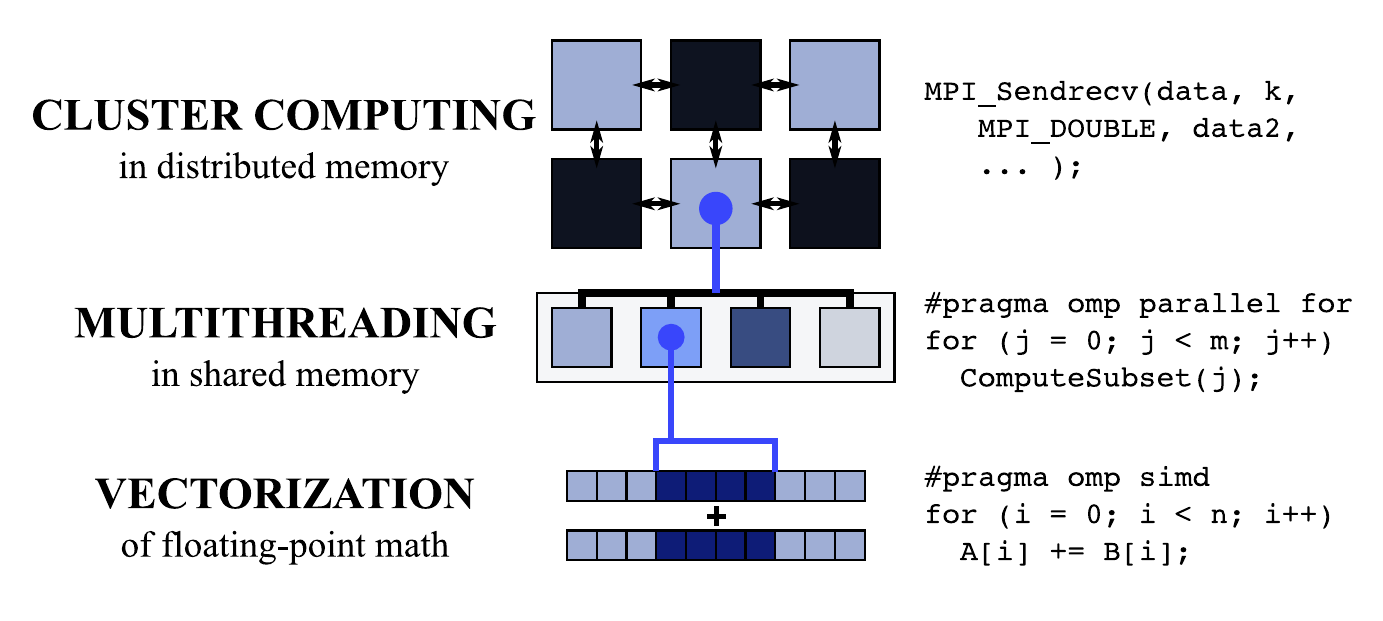 CLUSTER COMPUTING
in distributed memory
MPI_Sendrecv(data, k,
   MPI_DOUBLE, data2,
   ... );
MULTITHREADING
in shared memory
#pragma omp parallel for
for (j = 0; j < m; j++)
  ComputeSubset(j);
VECTORIZATION
of floating-point math
+
#pragma omp simd
for (i = 0; i < n; i++)
  A[i] += B[i];